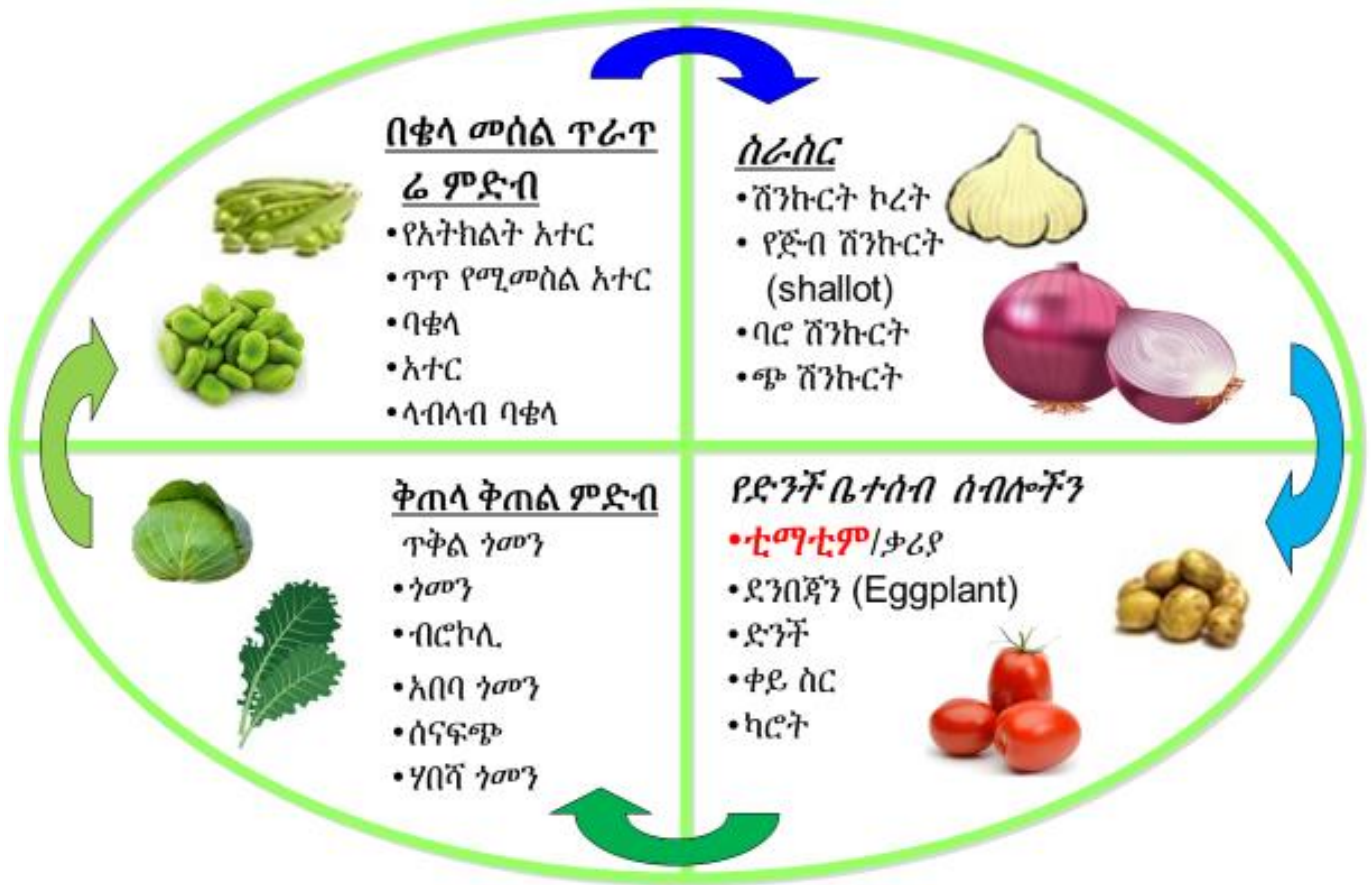 በቄላ መሰል ጥራጥ
ሬ ምድብ
•የአትክልት አተር
•ጥጥ የሚመስል አተር
•ባቄላ
•አተር
•ላብላብ ባቄላ
ስራስር
•ሽንኩርት ኮረት
• የጅብ ሽንኩርት
(shallot)
•ባሮ ሽንኩርት
•ጭ ሽንኩርት
ቅጠላ ቅጠል ምድብ
ጥቅል ጎመን
•ጎመን
•ብሮኮሊ
•አበባ ጎመን
•ሰናፍጭ
•ሃበሻ ጎመን
የድንች ቤተሰብ ሰብሎችን
•ቲማቲም/ቃሪያ
•ደንበጃን (Eggplant)
•ድንች
•ቀይ ስር
•ካሮት